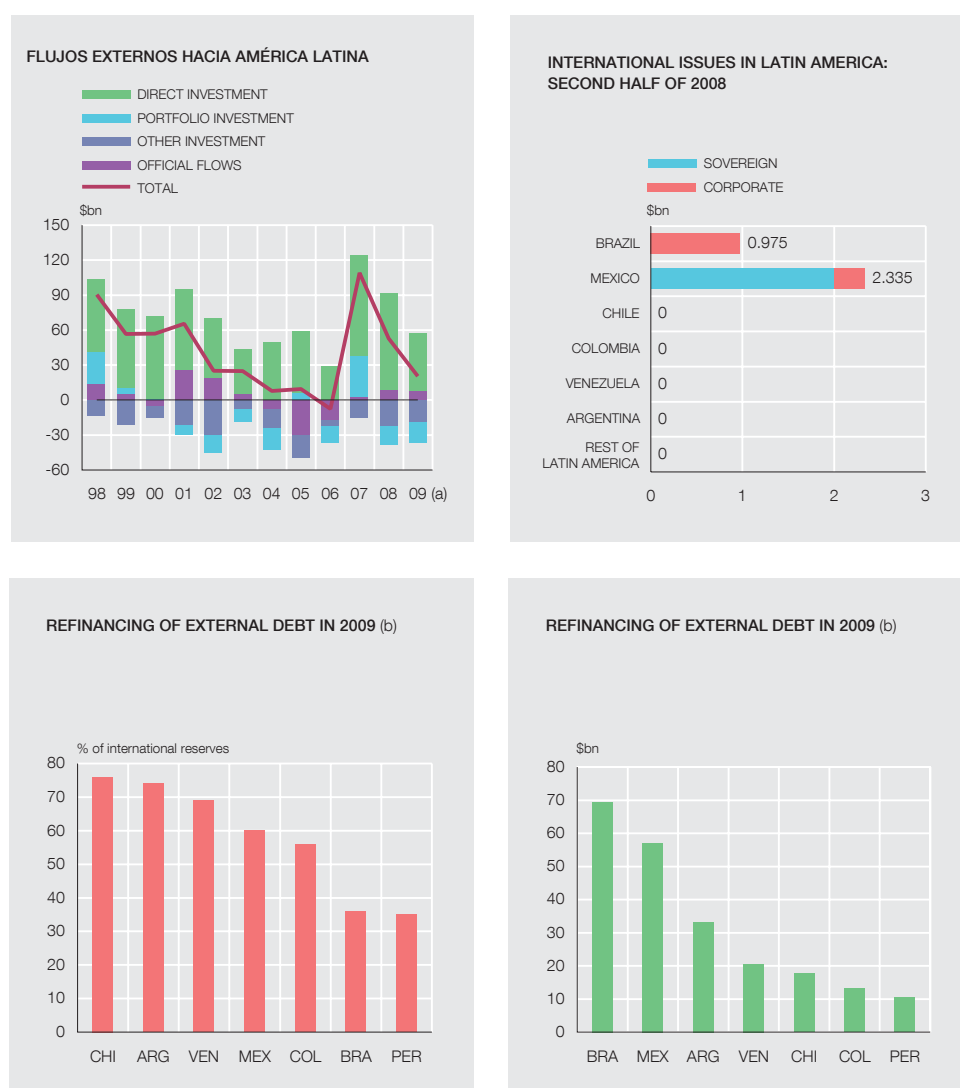 FLUJOS EXTERNOS HACIA AMÉRICA LATINA
DIRECT INVESTMENT
PORTFOLIO INVESTMENT
OTHER INVESTMENT
OFFICIAL FLOWS
TOTAL
$bn
150
120
90
60
30
0
-30
-60
98 99 00 01 02 03 04 05 06 07 08 09 (a)
INTERNATIONAL ISSUES IN LATIN AMERICA:
SECOND HALF OF 2008
SOVEREIGN
CORPORATE
$bn
BRAZIL 0.975
MEXICO 2.335
CHILE 0
COLOMBIA 0
VENEZUELA 0
ARGENTINA 0
REST OF
LATIN AMERICA 0
0 1 2 3
REFINANCING OF EXTERNAL DEBT IN 2009 (b)
% of international reserves
80
70
60
50
40
30
20
10
0
CHI ARG VEN MEX COL BRA PER
REFINANCING OF EXTERNAL DEBT IN 2009 (b)
$bn
80
70
60
50
40
30
20
10
0
BRA MEX ARG VEN CHI COL PER